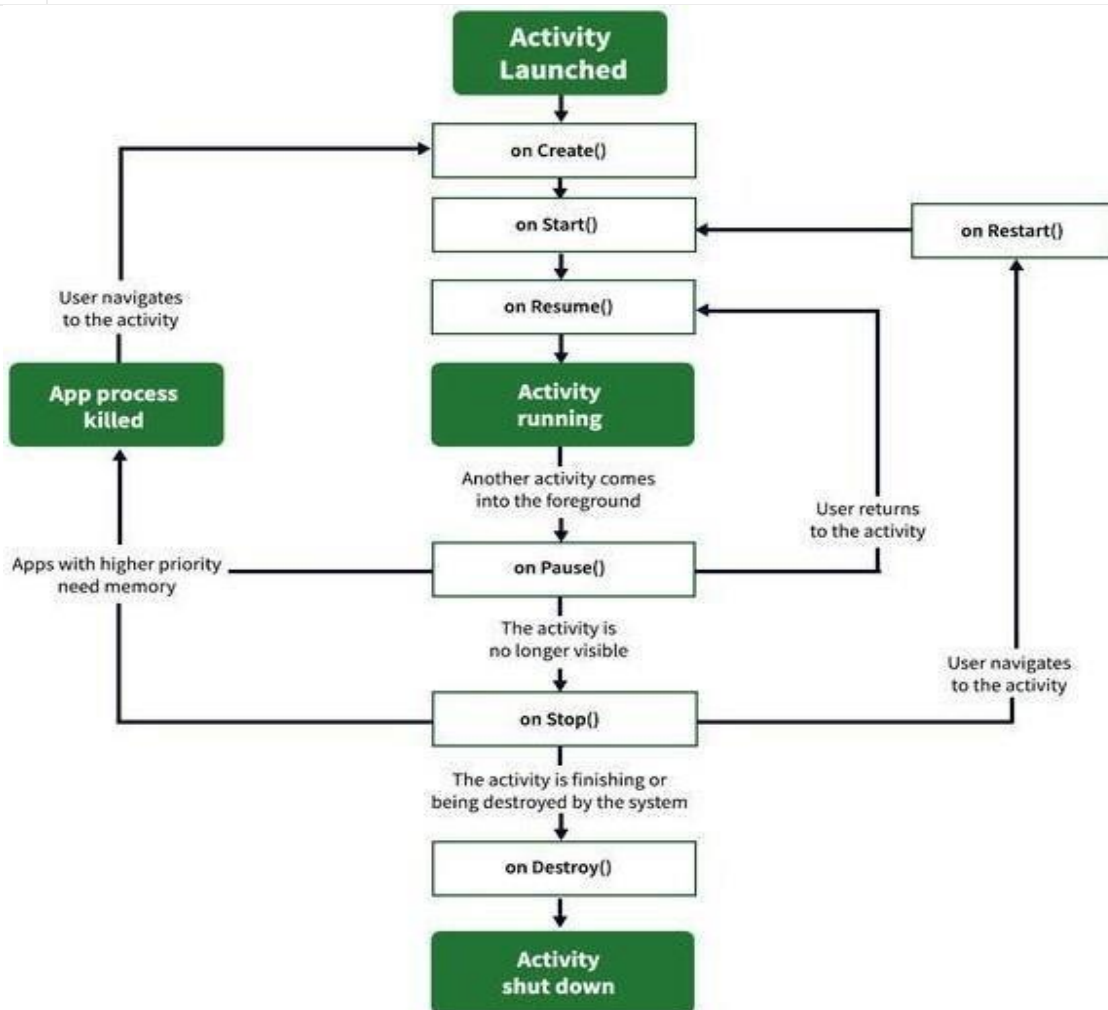 Activity
Launched
on Create()
on Start()
on Restart()
on Resume()
User navigates
to the activity
App process
killed
Activity
running
Another activity comes
into the foreground
User returns
to the activity
Apps with higher priority
need memory
on Pause()
The activity is
no longer visible
User navigates
to the activity
on Stop()
The activity is finishing or
being destroyed by the system
on Destroy()
Activity
shut down